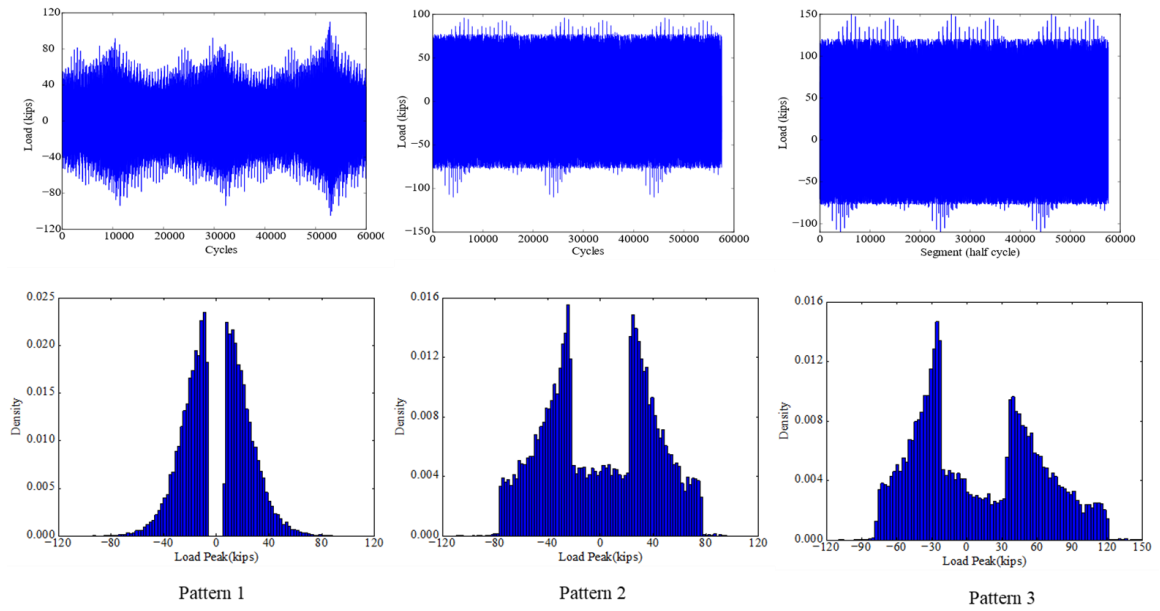 120
80
40
0
−40
−80
−120
Load (kips)
0 10000 20000 30000 40000 50000 60000
Cycles
100
50
0
−50
−100
−150
Load (kips)
0 10000 20000 30000 40000 50000 60000
Cycles
150
100
50
0
−50
−100
Load (kips)
0 10000 20000 30000 40000 50000 60000
Segment (half cycle)
0.025
0.020
0.015
0.010
0.005
0.000
Density
−120 −80 −40 0 40 80 120
Load Peak(kips)
0.016
0.012
0.008
0.004
0.000
Density
−120 −80 −40 0 40 80 120
Load Peak(kips)
0.016
0.012
0.008
0.004
0.000
Density
−120 −90 −60 −30 0 30 60 90 120 150
Load Peak(kips)
Pattern 1
Pattern 2
Pattern 3